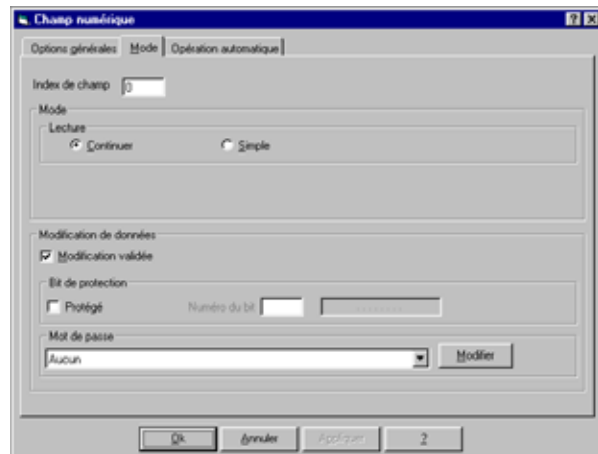 Champ numérique
Options générales Mode Opération automatique
Index de champ 0
Mode
Lecture
Continuer Simple
Modification de données
Modification validée
Bit de protection
Protégé Numéro du bit ........
Mot de passe
Aucun Modifier
Ok Annuler Appliquer ?